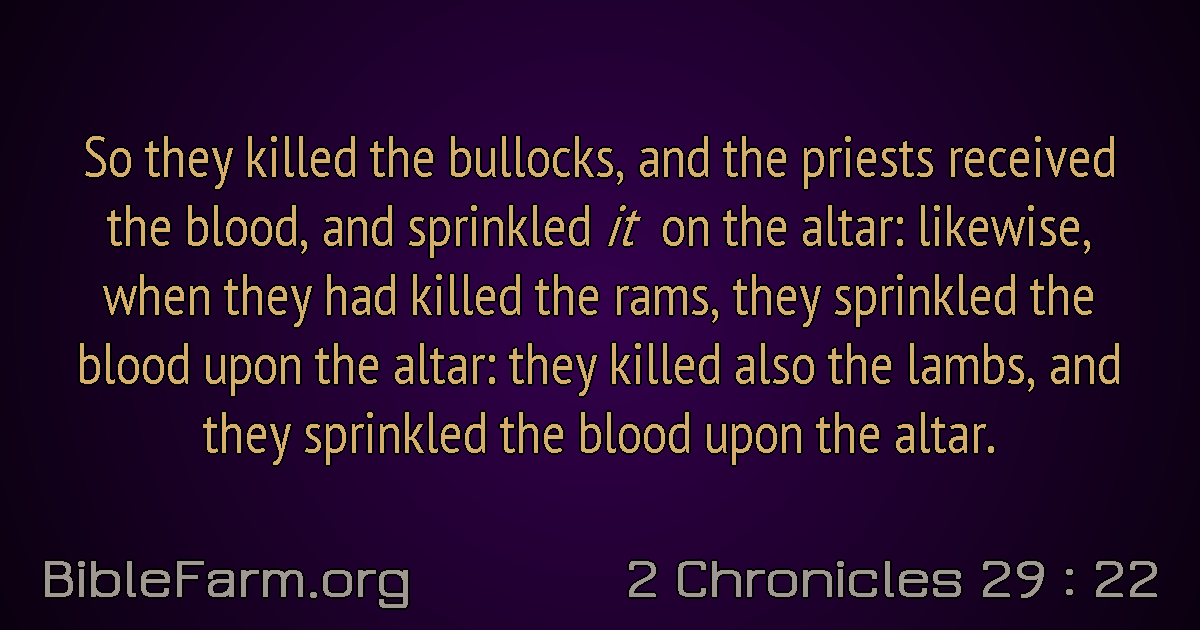 So they killed the bullocks, and the priests received
the blood, and sprinkled it on the altar: likewise,
when they had killed the rams, they sprinkled the
blood upon the altar: they killed also the lambs, and
they sprinkled the blood upon the altar.
BibleFarm.org
2 Chronicles 29 : 22